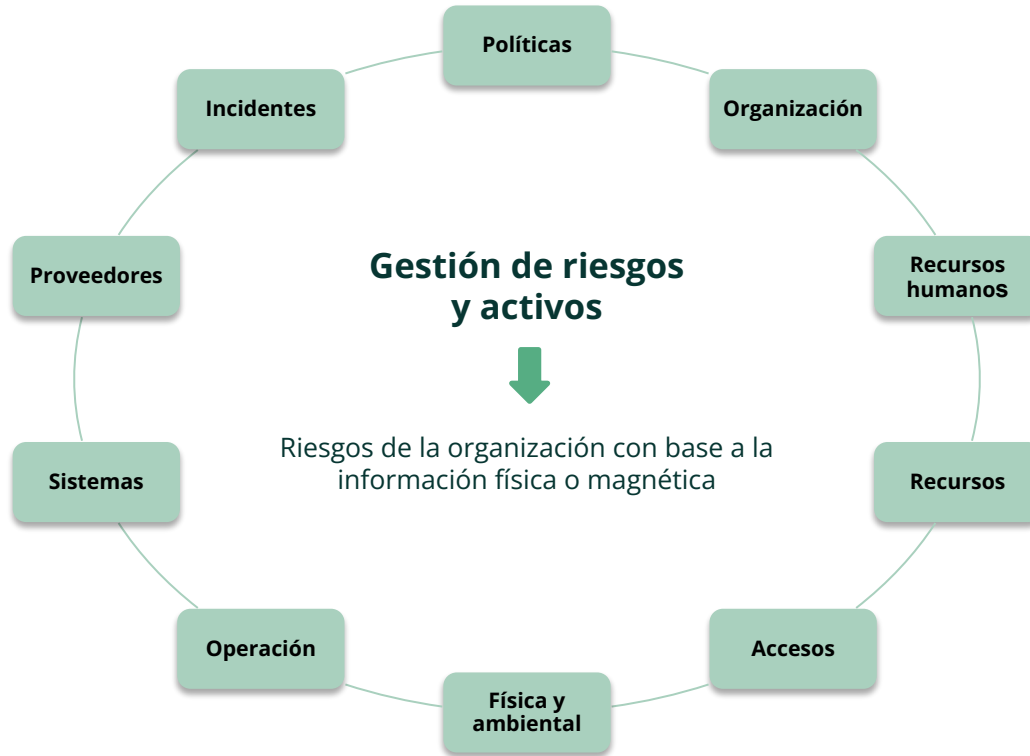 Políticas
Organización
Recursos
humanos
Recursos
Accesos
Física y
ambiental
Operación
Sistemas
Proveedores
Incidentes
Gestión de riesgos
y activos
Riesgos de la organización con base a la
información física o magnética